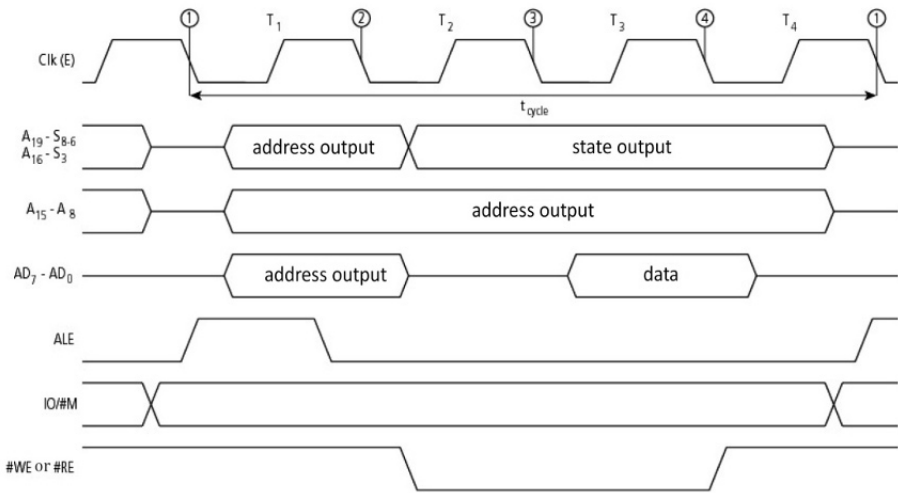 ① T1 ② T2 ③ T3 ④ T4 ①
Clk (E)
tcycle
A19 - S8-6
A16 - S3
address output
state output
A15 - A8
address output
AD7 - AD0
address output
data
ALE
IO/#M
#WE or #RE